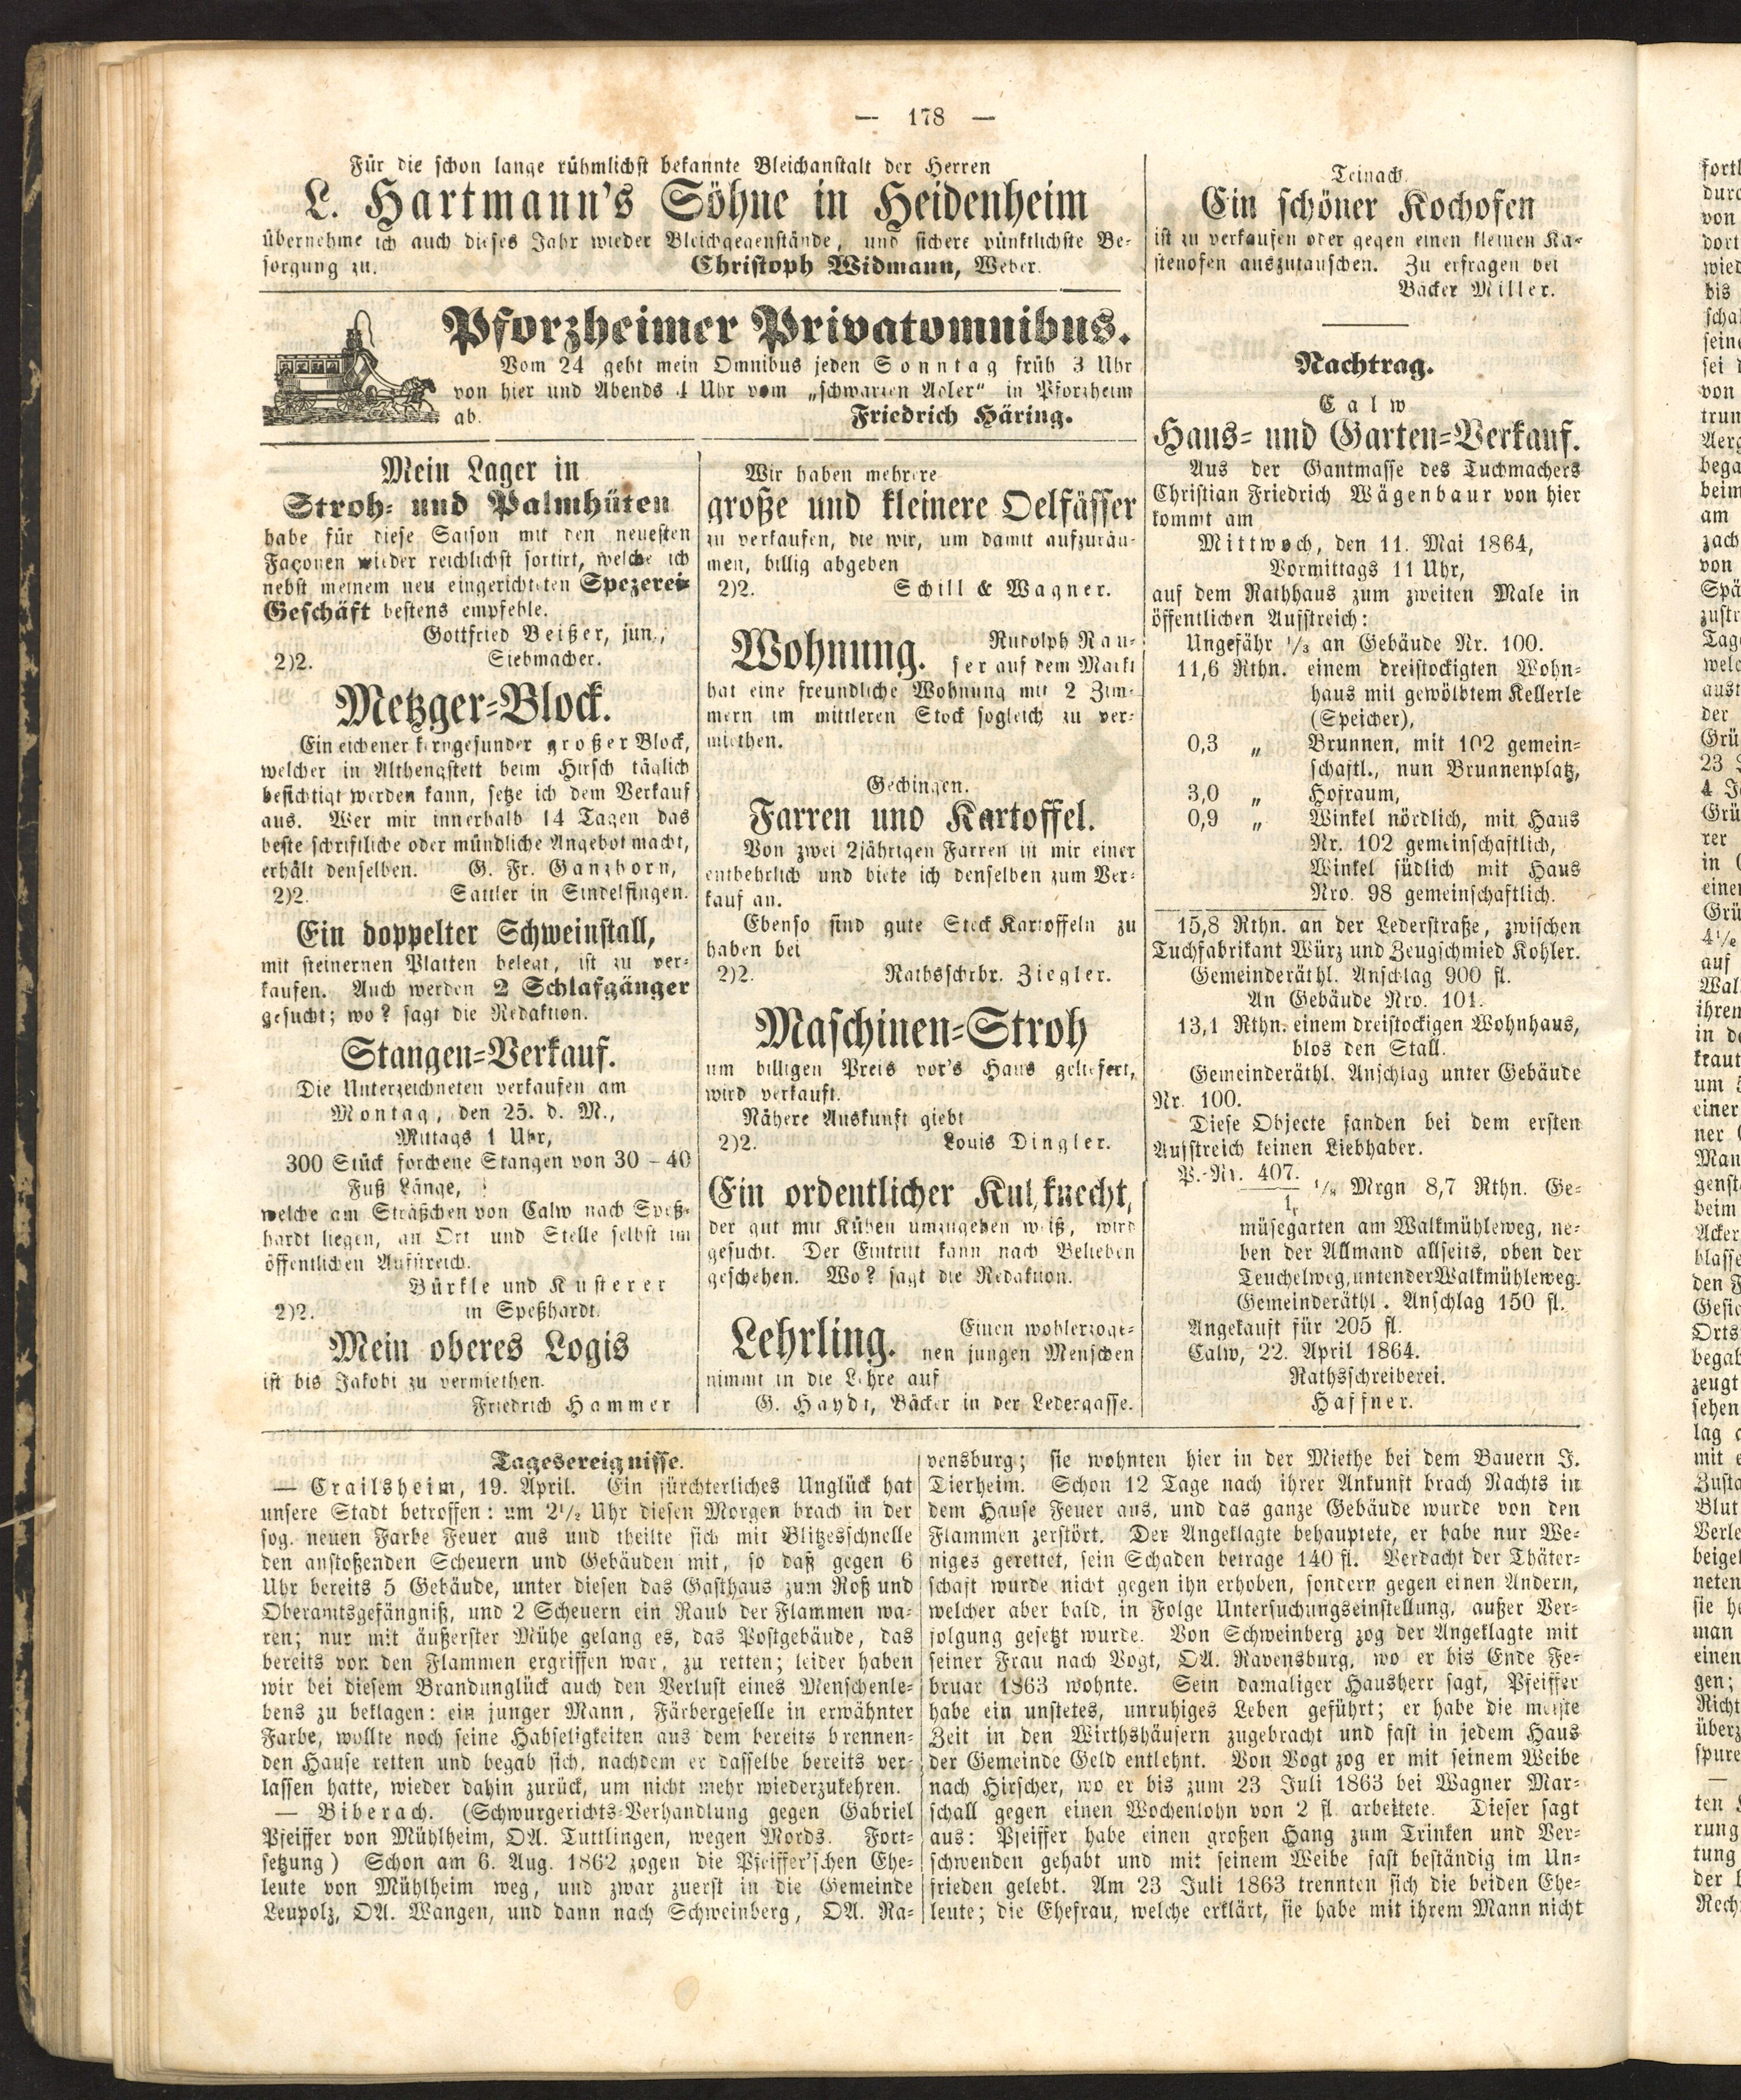 — 178 —
Für die schon lange rühmlichst bekannte Bleichanstalt der Herren
L. Hartmann's Söhne in Heidenheim
übernehme ich auch dieses Jahr wieder Bleichgegenstände, und sichere pünktlichste Be-
sorgung zu.
Christoph Widmann, Weber.
Pforzheimer Privatomnibus.
Vom 24 geht mein Omnibus jeden Sonntag früh 3 Uhr
von hier und Abends 4 Uhr vom „schwarzen Adler“ in Pforzheim
ab.
Friedrich Häring.
Mein Lager in
Stroh- und Palmhüten
habe für diese Saison mit den neuesten
Façonen wieder reichlichst sortirt, welche ich
nebst meinem neu eingerichteten Spezerei-
Geschäft bestens empfehle.
Gottfried Beißer, jun.,
2)2. Siebmacher.
Metzger-Block.
Ein eichener kerngesunder großer Block,
welcher in Althengstett beim Hirsch täglich
besichtigt werden kann, setze ich dem Verkauf
aus. Wer mir innerhalb 14 Tagen das
beste schriftliche oder mündliche Angebot macht,
erhält denselben. G. Fr. Ganzhorn,
2)2. Sattler in Sindelfingen.
Ein doppelter Schweinstall,
mit steinernen Platten belegt, ist zu ver-
kaufen. Auch werden 2 Schlafgänger
gesucht; wo? sagt die Redaktion.
Stangen-Verkauf.
Die Unterzeichneten verkaufen am
Montag, den 25. d. M.,
Mittags 1 Uhr,
300 Stück forchene Stangen von 30 – 40
Fuß Länge,
welche am Sträßchen von Calw nach Speß-
hardt liegen, an Ort und Stelle selbst im
öffentlichen Aufstreich.
Bürkle und Kusterer
2)2. in Speßhardt.
Mein oberes Logis
ist bis Jakobi zu vermiethen.
Friedrich Hammer
Wir haben mehrere
große und kleinere Oelfässer
zu verkaufen, die wir, um damit aufzuräu-
men, billig abgeben
2)2. Schill & Wagner.
Wohnung. Rudolph Rau-
ser auf dem Markt
hat eine freundliche Wohnung mit 2 Zim-
mern im mittleren Stock sogleich zu ver-
miethen.
Gechingen.
Farren und Kartoffel.
Von zwei 2jährigen Farren ist mir einer
entbehrlich und biete ich denselben zum Ver-
kauf an.
Ebenso sind gute Steck Kartoffeln zu
haben bei
2)2. Rathsschrbr. Ziegler.
Maschinen-Stroh
um billigen Preis vor's Haus geliefert,
wird verkauft.
Nähere Auskunft giebt
2)2. Louis Dingler.
Ein ordentlicher Kuhknecht,
der gut mit Kühen umzugehen weiß, wird
gesucht. Der Eintritt kann nach Belieben
geschehen. Wo? sagt die Redaktion.
Lehrling. Einen wohlerzoge-
nen jungen Menschen
nimmt in die Lehre auf
G. Haydt, Bäcker in der Ledergasse.
Teinach.
Ein schöner Kochofen
ist zu verkaufen oder gegen einen kleinen Ka-
stenofen auszutauschen. Zu erfragen bei
Bäcker Miller.
Nachtrag.
Calw
Haus- und Garten-Verkauf.
Aus der Gantmasse des Tuchmachers
Christian Friedrich Wägenbaur von hier
kommt am
Mittwoch, den 11. Mai 1864,
Vormittags 11 Uhr,
auf dem Rathhaus zum zweiten Male in
öffentlichen Aufstreich:
Ungefähr 1/3 an Gebäude Nr. 100.
11,6 Rthn. einem dreistockigten Wohn-
haus mit gewölbtem Kellerle
(Speicher),
0,3 „ Brunnen, mit 102 gemein-
schaftl., nun Brunnenplatz,
3,0 „ Hofraum,
0,9 „ Winkel nördlich, mit Haus
Nr. 102 gemeinschaftlich,
Winkel südlich mit Haus
Nro. 98 gemeinschaftlich.
15,8 Rthn. an der Lederstraße, zwischen
Tuchfabrikant Würz und Zeugschmied Kohler.
Gemeinderäthl. Anschlag 900 fl.
An Gebäude Nro. 101.
13,1 Rthn. einem dreistockigen Wohnhaus,
blos den Stall.
Gemeinderäthl. Anschlag unter Gebäude
Nr. 100.
Diese Objecte fanden bei dem ersten
Aufstreich keinen Liebhaber.
P.-Nr. 407. Mrgn 8,7 Rthn. Ge-
müsegarten am Walkmühleweg, ne-
ben der Allmand allseits, oben der
Teuchelweg, unten der Walkmühleweg.
Gemeinderäthl. Anschlag 150 fl.
Angekauft für 205 fl.
Calw, 22. April 1864.
Rathsschreiberei.
Haffner.
Tagesereignisse.
— Crailsheim, 19. April. Ein fürchterliches Unglück hat
unsere Stadt betroffen: um 2½ Uhr diesen Morgen brach in der
sog. neuen Farbe Feuer aus und theilte sich mit Blitzesschnelle
den anstoßenden Scheuern und Gebäuden mit, so daß gegen 6
Uhr bereits 5 Gebäude, unter diesen das Gasthaus zum Roß und
Oberamtsgefängniß, und 2 Scheuern ein Raub der Flammen wa-
ren; nur mit äußerster Mühe gelang es, das Postgebäude, das
bereits von den Flammen ergriffen war, zu retten; leider haben
wir bei diesem Brandunglück auch den Verlust eines Menschenle-
bens zu beklagen: ein junger Mann, Färbergeselle in erwähnter
Farbe, wollte noch seine Habseligkeiten aus dem bereits brennen-
den Hause retten und begab sich, nachdem er dasselbe bereits ver-
lassen hatte, wieder dahin zurück, um nicht mehr wiederzukehren.
— Biberach. (Schwurgerichts-Verhandlung gegen Gabriel
Pfeiffer von Mühlheim, OA. Tuttlingen, wegen Mords. Fort-
setzung) Schon am 6. Aug. 1862 zogen die Pfeiffer'schen Ehe-
leute von Mühlheim weg, und zwar zuerst in die Gemeinde
Leupolz, OA. Wangen, und dann nach Schweinberg, OA. Ra-
vensburg; sie wohnten hier in der Miethe bei dem Bauern J.
Tierheim. Schon 12 Tage nach ihrer Ankunft brach Nachts in
dem Hause Feuer aus, und das ganze Gebäude wurde von den
Flammen zerstört. Der Angeklagte behauptete, er habe nur We-
niges gerettet, sein Schaden betrage 140 fl. Verdacht der Thäter-
schaft wurde nicht gegen ihn erhoben, sondern gegen einen Andern,
welcher aber bald, in Folge Untersuchungseinstellung, außer Ver-
folgung gesetzt wurde. Von Schweinberg zog der Angeklagte mit
seiner Frau nach Vogt, OA. Ravensburg, wo er bis Ende Fe-
bruar 1863 wohnte. Sein damaliger Hausherr sagt, Pfeiffer
habe ein unstetes, unruhiges Leben geführt; er habe die meiste
Zeit in den Wirthshäusern zugebracht und fast in jedem Haus
der Gemeinde Geld entlehnt. Von Vogt zog er mit seinem Weibe
nach Hirscher, wo er bis zum 23 Juli 1863 bei Wagner Mar-
schall gegen einen Wochenlohn von 2 fl. arbeitete. Dieser sagt
aus: Pfeiffer habe einen großen Hang zum Trinken und Ver-
schwenden gehabt und mit seinem Weibe fast beständig im Un-
frieden gelebt. Am 23 Juli 1863 trennten sich die beiden Ehe-
leute; die Ehefrau, welche erklärt, sie habe mit ihrem Mann nicht